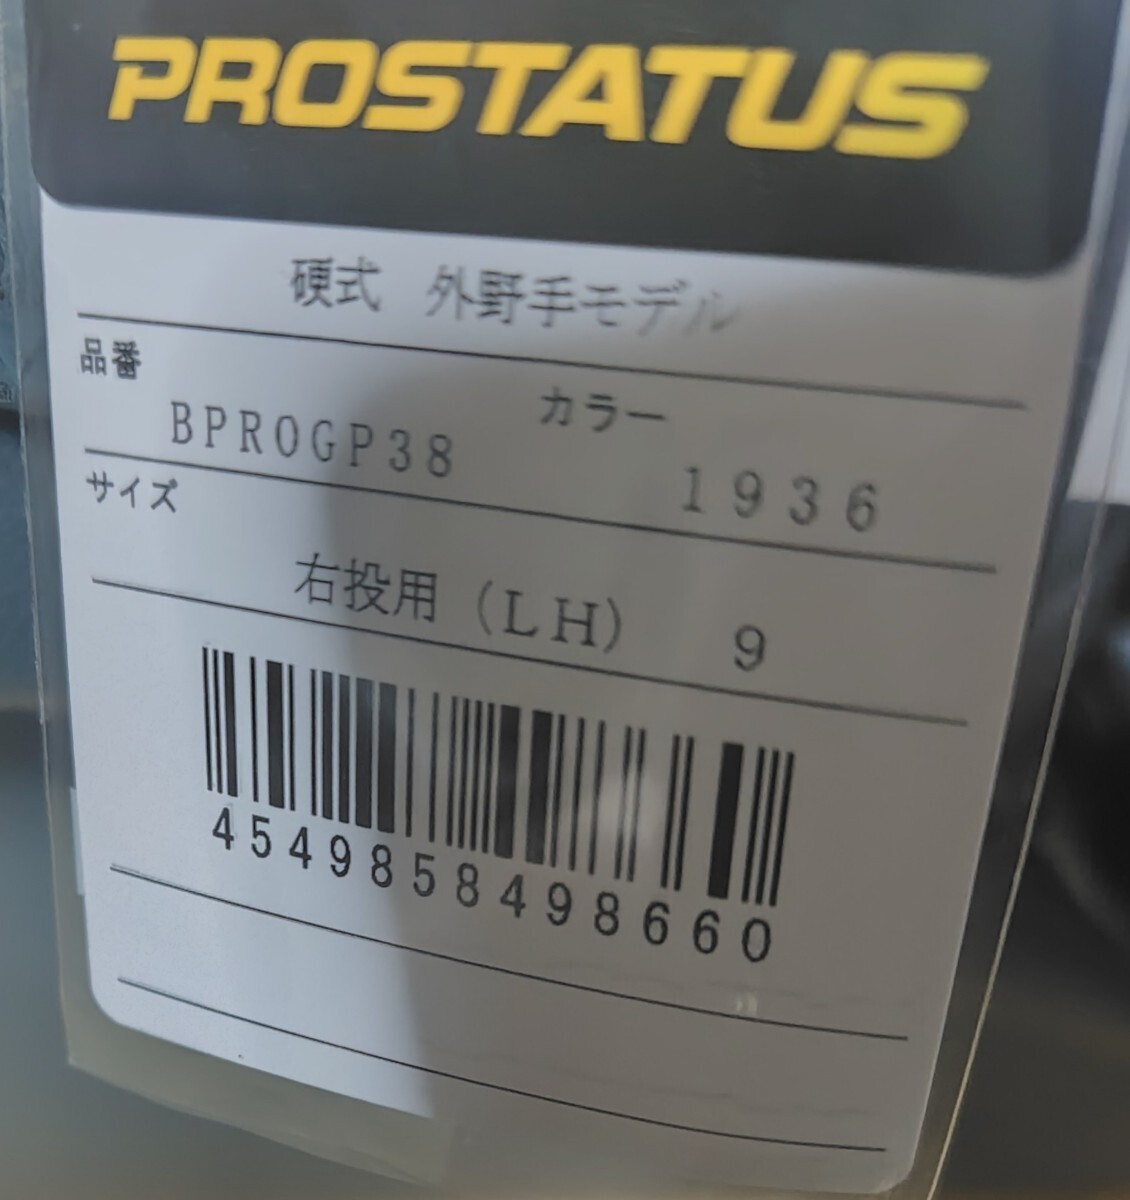 PROSTATUS
硬式 外野手モデル
品番
カラー
BPROGP38
1936
サイズ
右投用（LH） 9
4549858498660